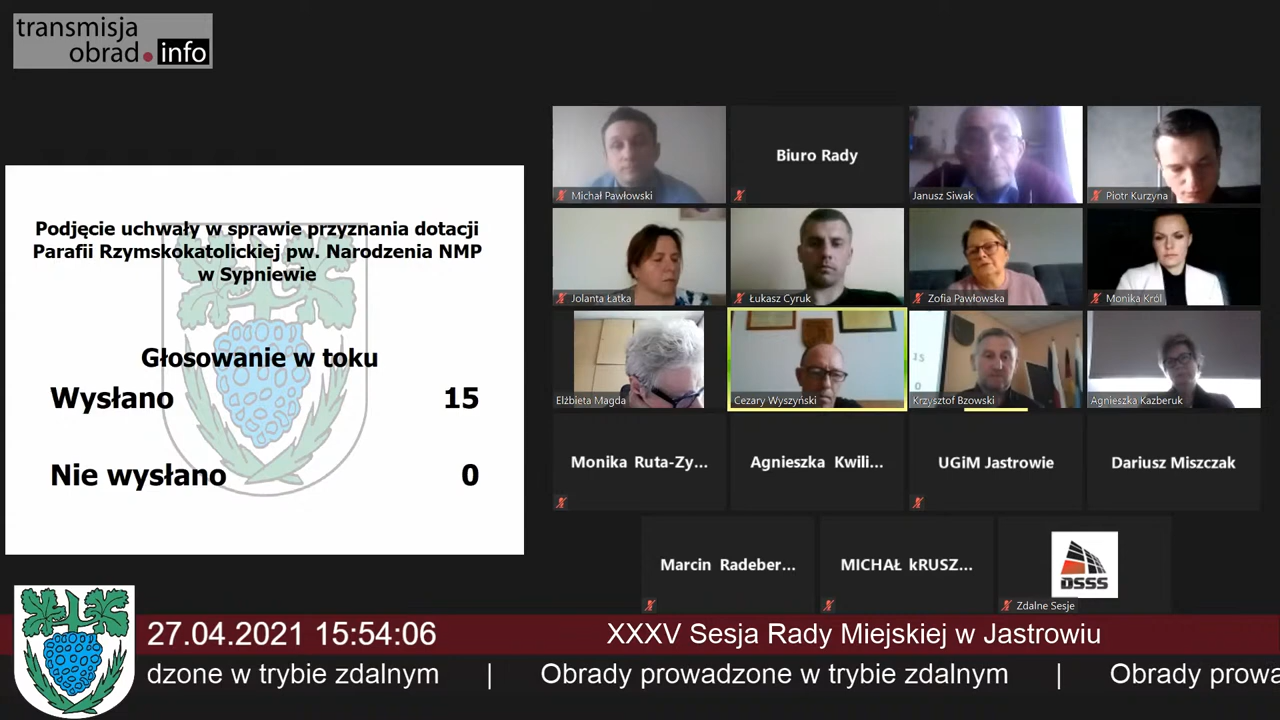 transmisja
obrad.info
Podjęcie uchwały w sprawie przyznania dotacji
Parafii Rzymskokatolickiej pw. Narodzenia NMP
w Sypniewie
Głosowanie w toku
Wysłano 15
Nie wysłano 0
Michał Pawłowski
Biuro Rady
Janusz Siwak
Piotr Kurzyna
Jolanta Łatka
Łukasz Cyruk
Zofia Pawłowska
Monika Król
Elżbieta Magda
Cezary Wyszyński
15
0
Krzysztof Bzowski
Agnieszka Kazberuk
Monika Ruta-Zy...
Agnieszka Kwili...
UGiM Jastrowie
Dariusz Miszczak
Marcin Radeber...
MICHAŁ kRUSZ...
DSSS
Zdalne Sesje
27.04.2021 15:54:06
XXXV Sesja Rady Miejskiej w Jastrowiu
dzone w trybie zdalnym | Obrady prowadzone w trybie zdalnym | Obrady prowa